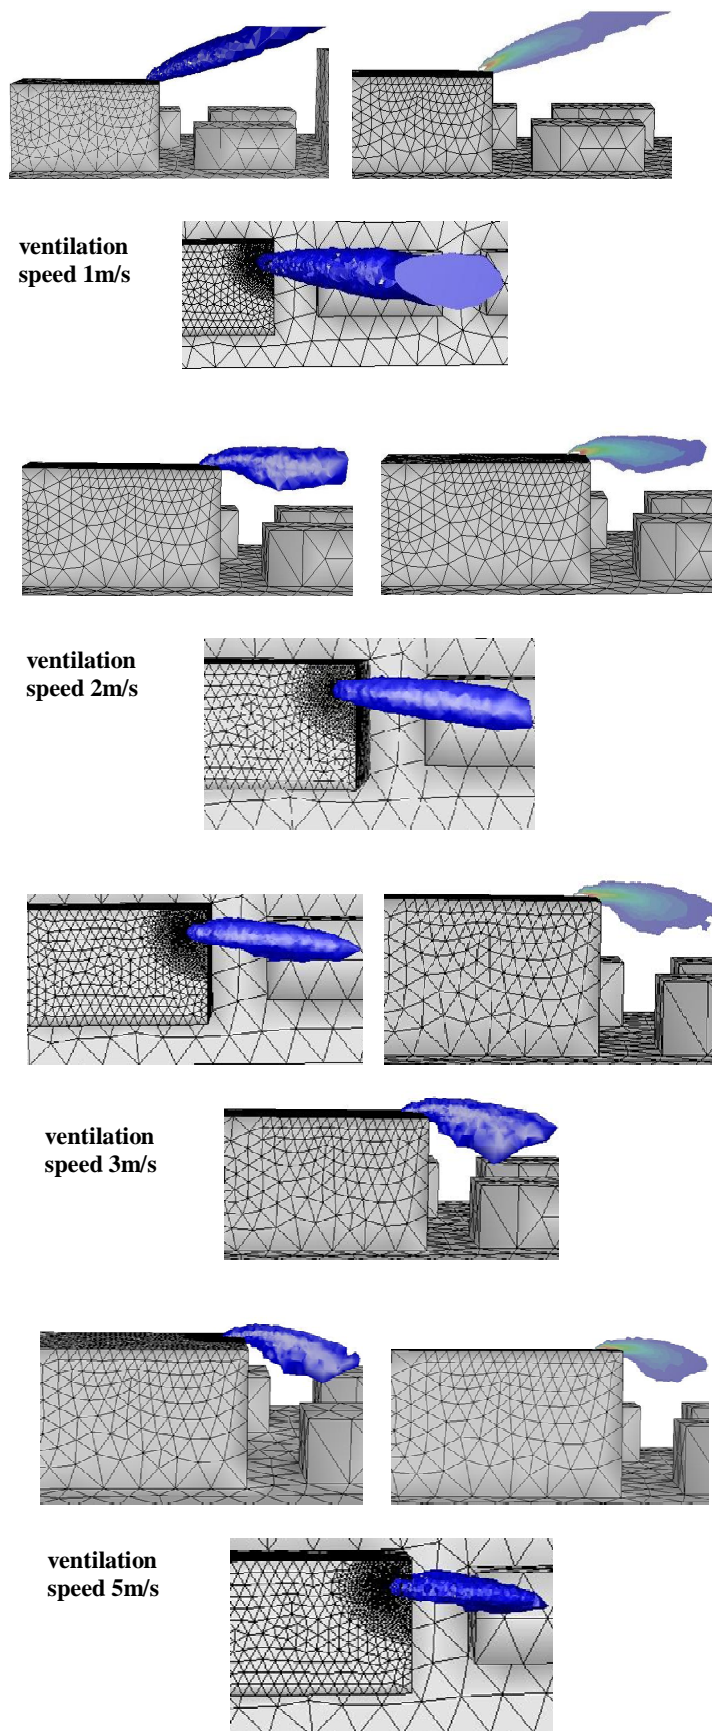 ventilation
speed 1m/s
ventilation
speed 2m/s
ventilation
speed 3m/s
ventilation
speed 5m/s